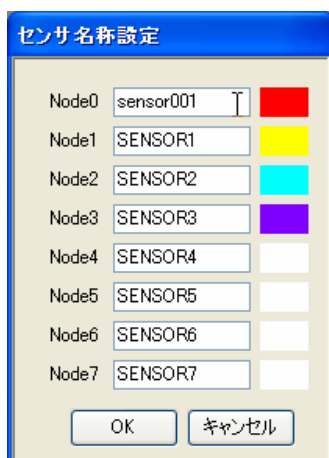 センサ名称設定
Node0 sensor001
Node1 SENSOR1
Node2 SENSOR2
Node3 SENSOR3
Node4 SENSOR4
Node5 SENSOR5
Node6 SENSOR6
Node7 SENSOR7
OK キャンセル